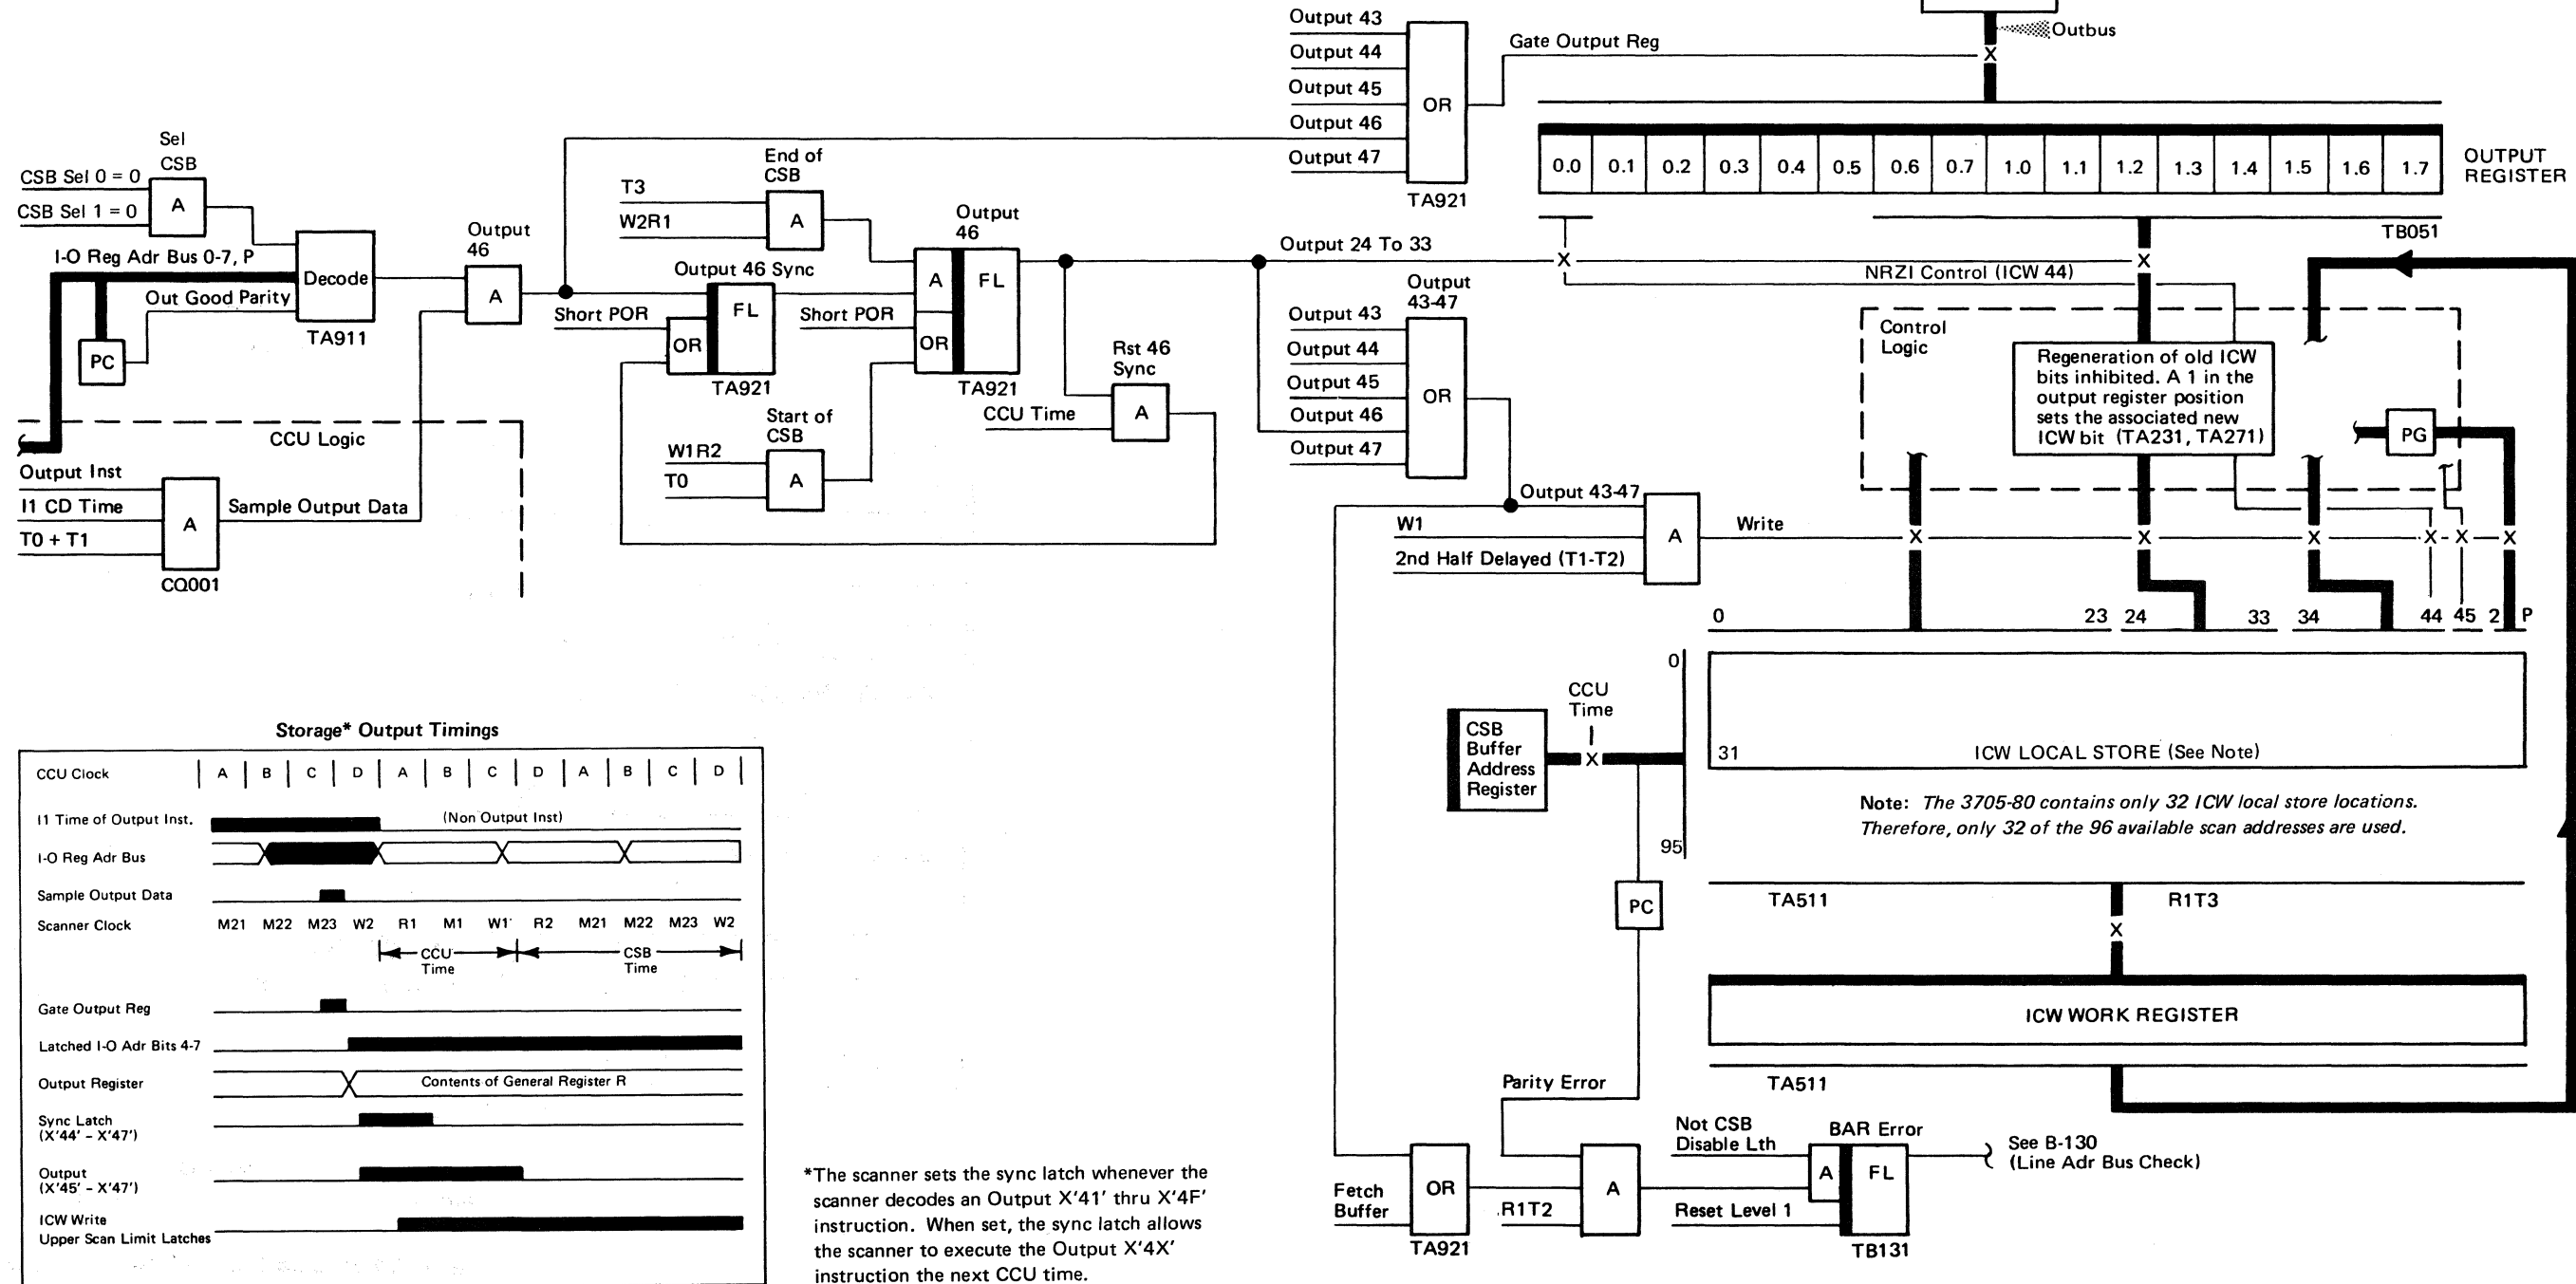 Outbus
Output 43
Output 44
Output 45
Output 46
Output 47
OR
TA921
Gate Output Reg
X
0.0 0.1 0.2 0.3 0.4 0.5 0.6 0.7 1.0 1.1 1.2 1.3 1.4 1.5 1.6 1.7
OUTPUT
REGISTER
TB051
Sel
CSB
CSB Sel 0 = 0
CSB Sel 1 = 0
A
I-O Reg Adr Bus 0-7, P
Out Good Parity
Decode
TA911
PC
Output
46
A
CCU Logic
Output Inst
I1 CD Time
T0 + T1
A
CQ001
Sample Output Data
End of
CSB
T3
W2R1
A
Output 46 Sync
Short POR
OR
FL
TA921
Short POR
Output
46
A
OR
FL
TA921
Start of
CSB
W1R2
T0
A
Rst 46
Sync
CCU Time
A
Output 24 To 33
X
X
NRZI Control (ICW 44)
Output
43-47
Output 43
Output 44
Output 45
Output 46
Output 47
OR
Control
Logic
Regeneration of old ICW
bits inhibited. A 1 in the
output register position
sets the associated new
ICW bit (TA231, TA271)
PG
Output 43-47
W1
2nd Half Delayed (T1-T2)
A
Write
X X X X X X
0 23 24 33 34 44 45 2 P
0
31
95
ICW LOCAL STORE (See Note)
CCU
Time
X
CSB
Buffer
Address
Register
Note: The 3705-80 contains only 32 ICW local store locations.
Therefore, only 32 of the 96 available scan addresses are used.
PC
TA511
R1T3
X
ICW WORK REGISTER
TA511
Parity Error
Fetch
Buffer
OR
TA921
R1T2
A
Not CSB
Disable Lth
Reset Level 1
BAR Error
A
FL
TB131
See B-130
(Line Adr Bus Check)
Storage* Output Timings
CCU Clock A B C D A B C D A B C D
I1 Time of Output Inst. (Non Output Inst)
I-O Reg Adr Bus
Sample Output Data
Scanner Clock M21 M22 M23 W2 R1 M1 W1 R2 M21 M22 M23 W2
CCU
Time
CSB
Time
Gate Output Reg
Latched I-O Adr Bits 4-7
Output Register Contents of General Register R
Sync Latch
(X'44' - X'47')
Output
(X'45' - X'47')
ICW Write
Upper Scan Limit Latches
*The scanner sets the sync latch whenever the
scanner decodes an Output X'41' thru X'4F'
instruction. When set, the sync latch allows
the scanner to execute the Output X'4X'
instruction the next CCU time.